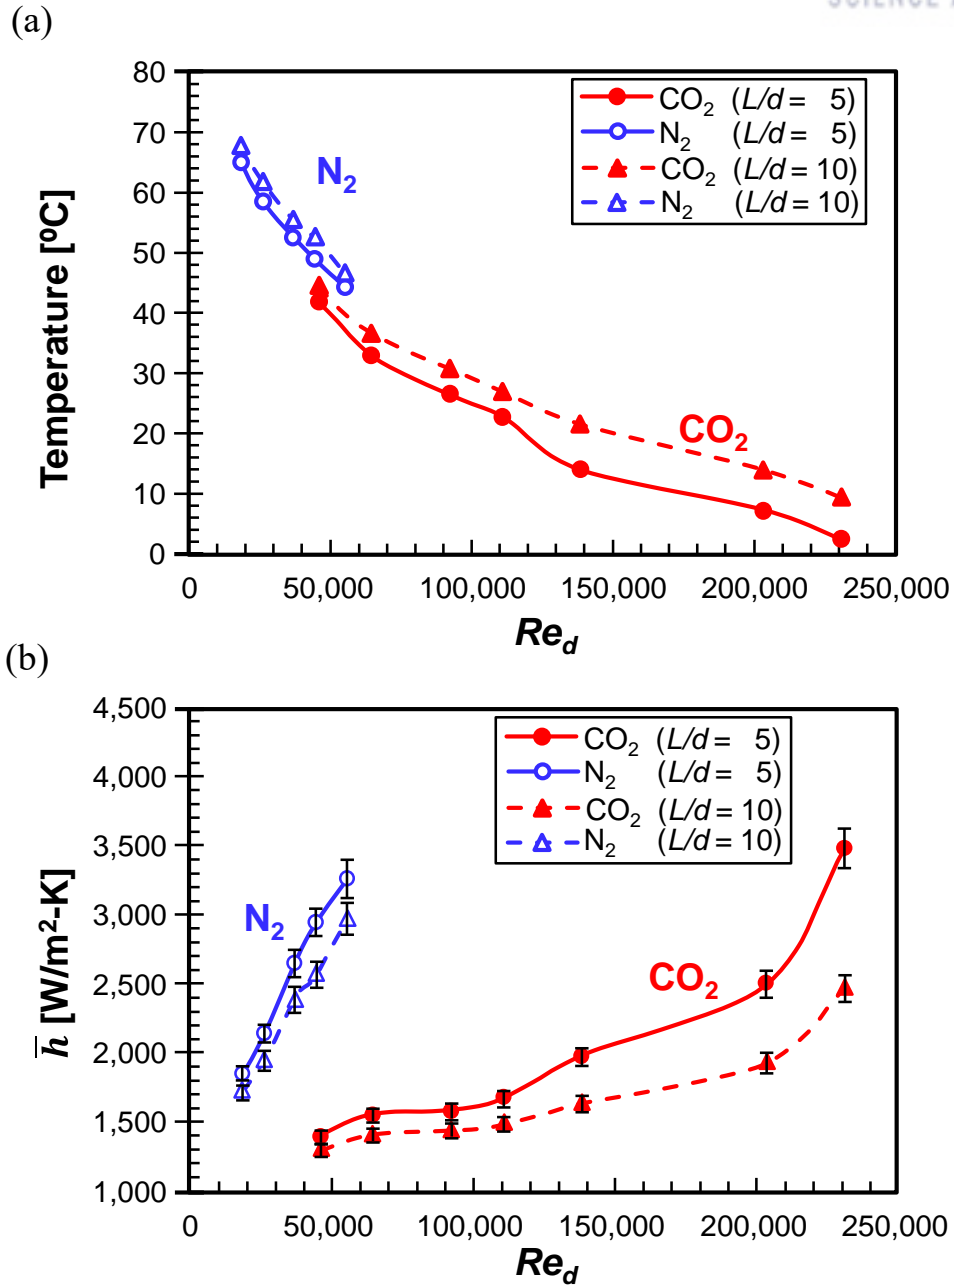 SCIENCE
(a)
80
70
60
50
40
30
20
10
0
Temperature [ºC]
N₂
CO₂
CO₂ (L/d = 5)
N₂ (L/d = 5)
CO₂ (L/d = 10)
N₂ (L/d = 10)
0 50,000 100,000 150,000 200,000 250,000
Re_d
(b)
4,500
4,000
3,500
3,000
2,500
2,000
1,500
1,000
h̅ [W/m²-K]
N₂
CO₂
CO₂ (L/d = 5)
N₂ (L/d = 5)
CO₂ (L/d = 10)
N₂ (L/d = 10)
0 50,000 100,000 150,000 200,000 250,000
Re_d